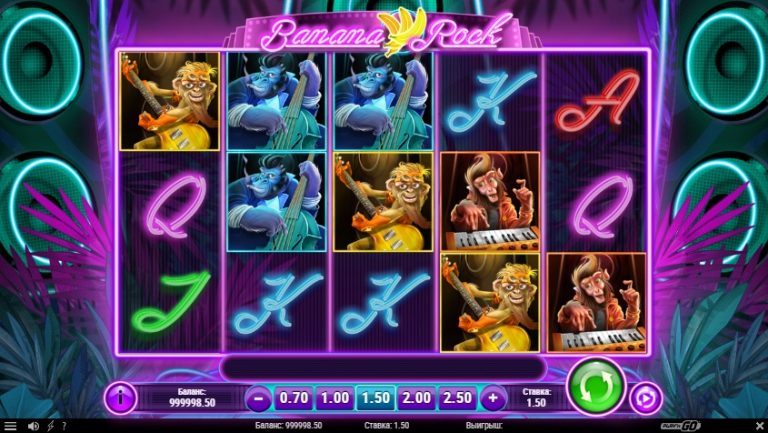 Banana Rock
K A
Q Q
J K K
i Баланс: 999998.50 − 0.70 1.00 1.50 2.00 2.50 + Ставка: 1.50
? Баланс: 999998.50 Ставка: 1.50 Выигрыш: PLAY'N GO